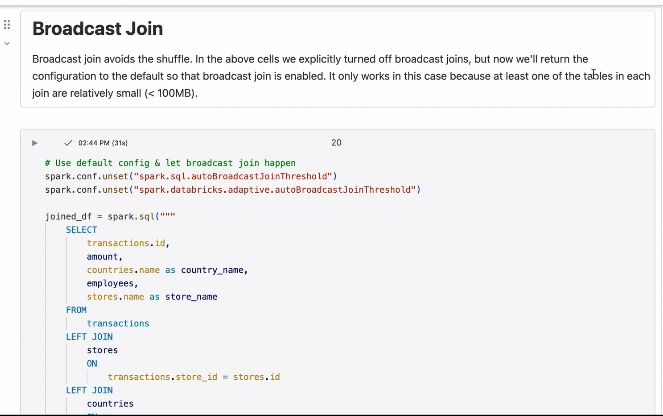 Broadcast Join
Broadcast join avoids the shuffle. In the above cells we explicitly turned off broadcast joins, but now we'll return the
configuration to the default so that broadcast join is enabled. It only works in this case because at least one of the tables in each
join are relatively small (< 100MB).
02:44 PM (31s)
20
# Use default config & let broadcast join happen
spark.conf.unset("spark.sql.autoBroadcastJoinThreshold")
spark.conf.unset("spark.databricks.adaptive.autoBroadcastJoinThreshold")
joined_df = spark.sql("""
SELECT
transactions.id,
amount,
countries.name as country_name,
employees,
stores.name as store_name
FROM
transactions
LEFT JOIN
stores
ON
transactions.store_id = stores.id
LEFT JOIN
countries